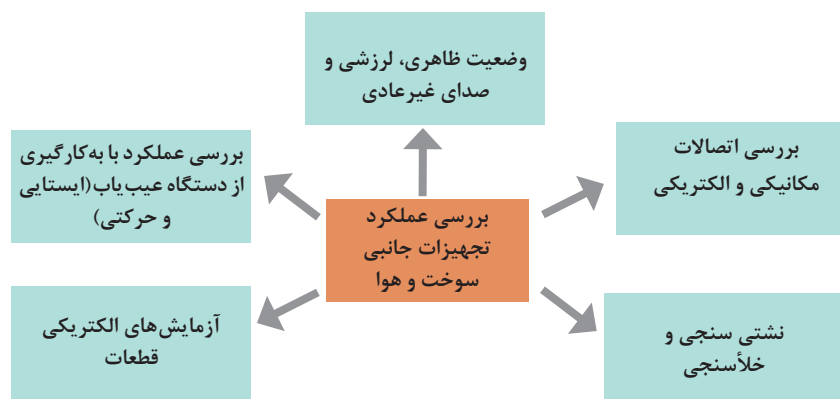 وضعیت ظاهری، لرزشی و
صدای غیرعادی
بررسی اتصالات
مکانیکی و الکتریکی
بررسی عملکرد با به‌کارگیری
از دستگاه عیب‌یاب(ایستایی
و حرکتی)
بررسی عملکرد
تجهیزات جانبی
سوخت و هوا
نشتی سنجی و
خلأسنجی
آزمایش‌های الکتریکی
قطعات